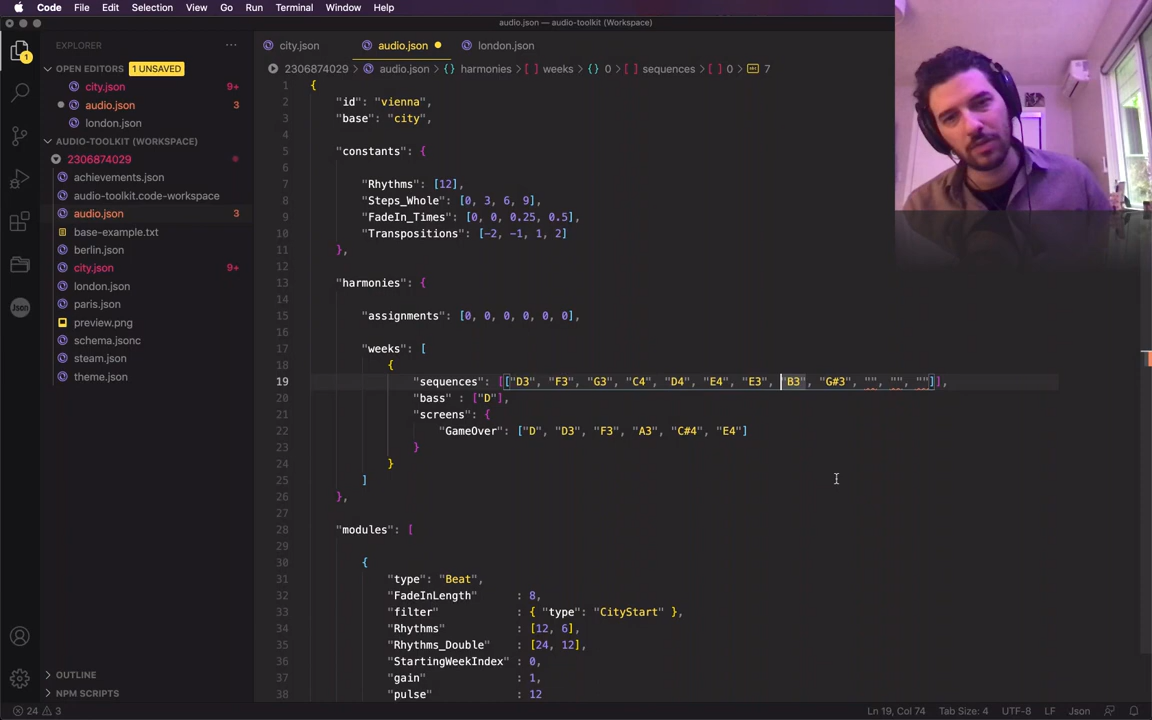 Code File Edit Selection View Go Run Terminal Window Help
audio.json — audio-toolkit (Workspace)
EXPLORER
OPEN EDITORS 1 UNSAVED
city.json 9+
audio.json 3
london.json
AUDIO-TOOLKIT (WORKSPACE)
2306874029
achievements.json
audio-toolkit.code-workspace
audio.json 3
base-example.txt
berlin.json
city.json 9+
london.json
paris.json
preview.png
schema.jsonc
steam.json
theme.json
OUTLINE
NPM SCRIPTS
1
Json
city.json audio.json london.json
2306874029 > audio.json > {} harmonies > [ ] weeks > {} 0 > [ ] sequences > [ ] 0 > 7
1 {
2 "id": "vienna",
3 "base": "city",
4
5 "constants": {
6
7 "Rhythms": [12],
8 "Steps_Whole": [0, 3, 6, 9],
9 "FadeIn_Times": [0, 0, 0.25, 0.5],
10 "Transpositions": [-2, -1, 1, 2]
11 },
12
13 "harmonies": {
14
15 "assignments": [0, 0, 0, 0, 0, 0],
16
17 "weeks": [
18 {
19 "sequences": [["D3", "F3", "G3", "C4", "D4", "E4", "E3", "B3", "G#3", "", "", ""]],
20 "bass" : ["D"],
21 "screens": {
22 "GameOver": ["D", "D3", "F3", "A3", "C#4", "E4"]
23 }
24 }
25 ]
26 },
27
28 "modules": [
29
30 {
31 "type": "Beat",
32 "FadeInLength" : 8,
33 "filter" : { "type": "CityStart" },
34 "Rhythms" : [12, 6],
35 "Rhythms_Double" : [24, 12],
36 "StartingWeekIndex" : 0,
37 "gain" : 1,
38 "pulse" : 12
24 3 Ln 19, Col 74 Tab Size: 4 UTF-8 LF Json